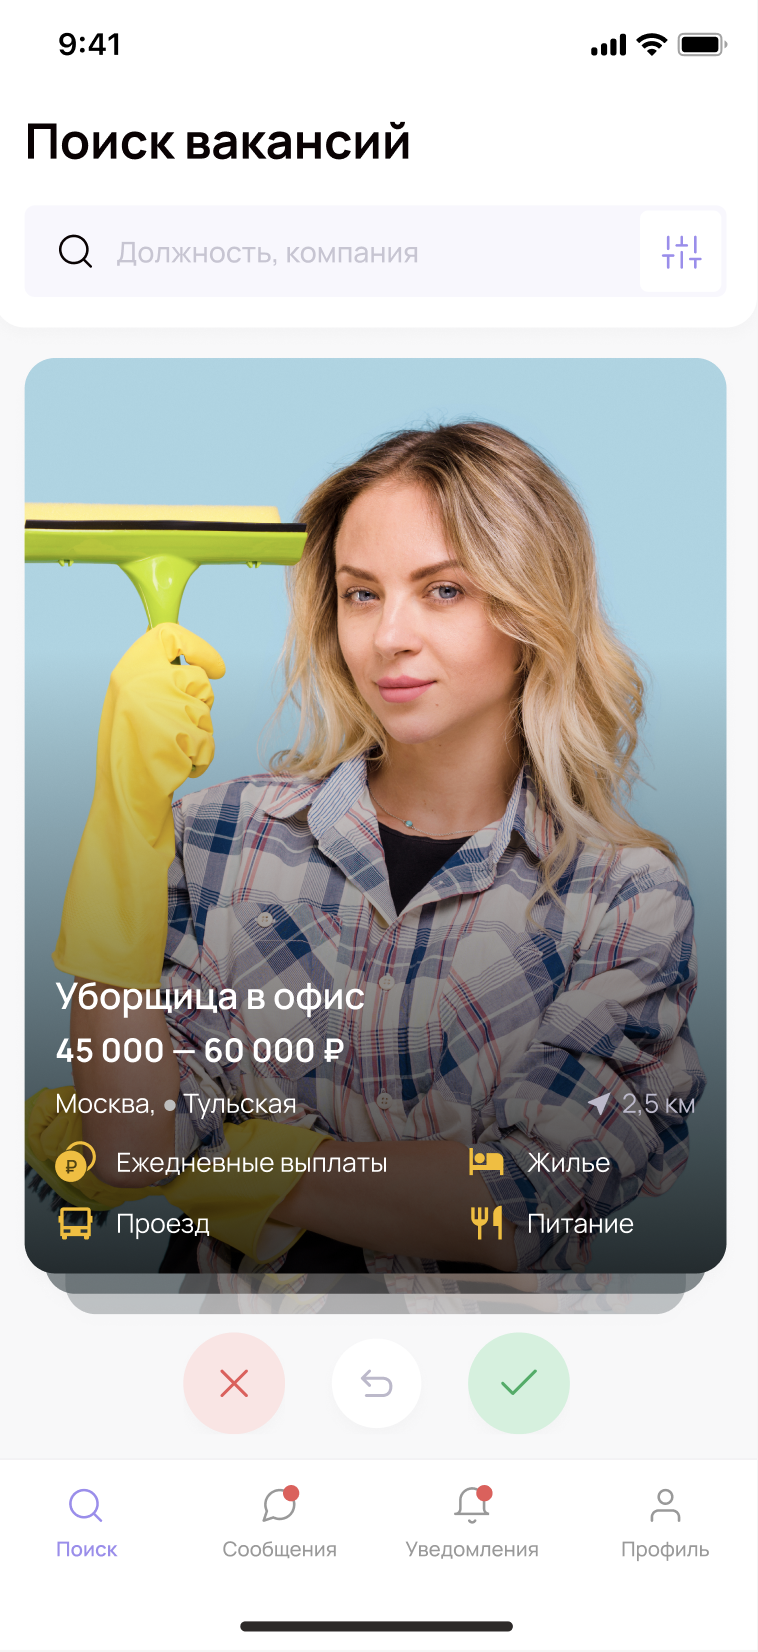 9:41
Поиск вакансий
Должность, компания
Уборщица в офис
45 000 — 60 000 ₽
Москва, ● Тульская 2,5 км
Ежедневные выплаты Жилье
Проезд Питание
Поиск Сообщения Уведомления Профиль